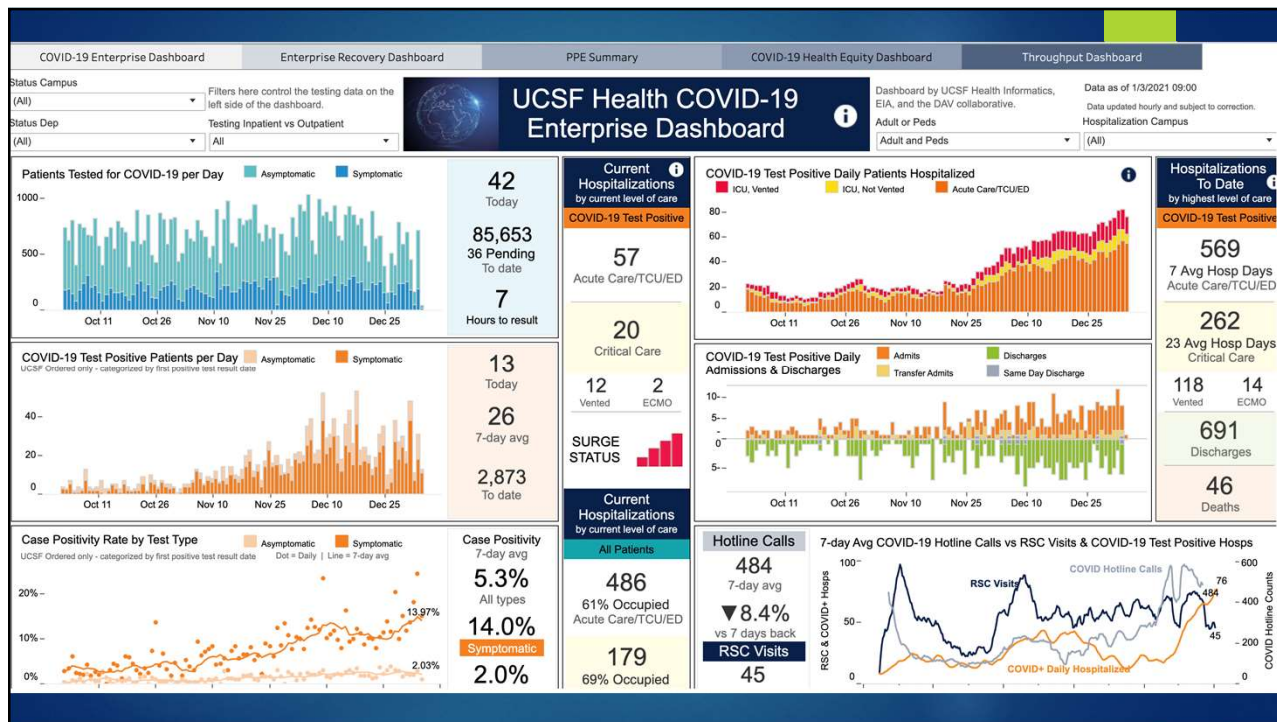 COVID-19 Enterprise Dashboard
Enterprise Recovery Dashboard
PPE Summary
COVID-19 Health Equity Dashboard
Throughput Dashboard
Status Campus
(All)
Status Dep
(All)
Filters here control the testing data on the
left side of the dashboard.
Testing Inpatient vs Outpatient
All
UCSF Health COVID-19
Enterprise Dashboard
i
Dashboard by UCSF Health Informatics,
EIA, and the DAV collaborative.
Adult or Peds
Adult and Peds
Data as of 1/3/2021 09:00
Data updated hourly and subject to correction.
Hospitalization Campus
(All)
Patients Tested for COVID-19 per Day
Asymptomatic
Symptomatic
1000
500
0
Oct 11
Oct 26
Nov 10
Nov 25
Dec 10
Dec 25
42
Today
85,653
36 Pending
To date
7
Hours to result
COVID-19 Test Positive Patients per Day
Asymptomatic
Symptomatic
UCSF Ordered only - categorized by first positive test result date
40
20
0
Oct 11
Oct 26
Nov 10
Nov 25
Dec 10
Dec 25
13
Today
26
7-day avg
2,873
To date
Case Positivity Rate by Test Type
Asymptomatic
Symptomatic
UCSF Ordered only - categorized by first positive test result date
Dot = Daily | Line = 7-day avg
20%
10%
0%
13.97%
2.03%
Case Positivity
7-day avg
5.3%
All types
14.0%
Symptomatic
2.0%
Current
Hospitalizations
i
by current level of care
COVID-19 Test Positive
57
Acute Care/TCU/ED
20
Critical Care
12
Vented
2
ECMO
SURGE
STATUS
Current
Hospitalizations
by current level of care
All Patients
486
61% Occupied
Acute Care/TCU/ED
179
69% Occupied
COVID-19 Test Positive Daily Patients Hospitalized
i
ICU, Vented
ICU, Not Vented
Acute Care/TCU/ED
80
60
40
20
0
Oct 11
Oct 26
Nov 10
Nov 25
Dec 10
Dec 25
COVID-19 Test Positive Daily
Admissions & Discharges
Admits
Discharges
Transfer Admits
Same Day Discharge
10
5
0
5
Oct 11
Oct 26
Nov 10
Nov 25
Dec 10
Dec 25
Hospitalizations
To Date
i
by highest level of care
COVID-19 Test Positive
569
7 Avg Hosp Days
Acute Care/TCU/ED
262
23 Avg Hosp Days
Critical Care
118
Vented
14
ECMO
691
Discharges
46
Deaths
Hotline Calls
484
7-day avg
▼8.4%
vs 7 days back
RSC Visits
45
7-day Avg COVID-19 Hotline Calls vs RSC Visits & COVID-19 Test Positive Hosps
RSC & COVID+ Hosps
100
50
0
RSC Visits
COVID Hotline Calls
COVID+ Daily Hospitalized
76
484
45
600
400
200
0
COVID Hotline Counts